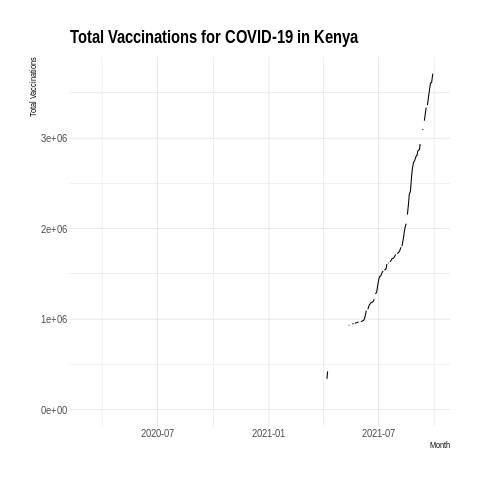 Total Vaccinations for COVID-19 in Kenya
Total Vaccinations
3e+06
2e+06
1e+06
0e+00
2020-07
2021-01
2021-07
Month